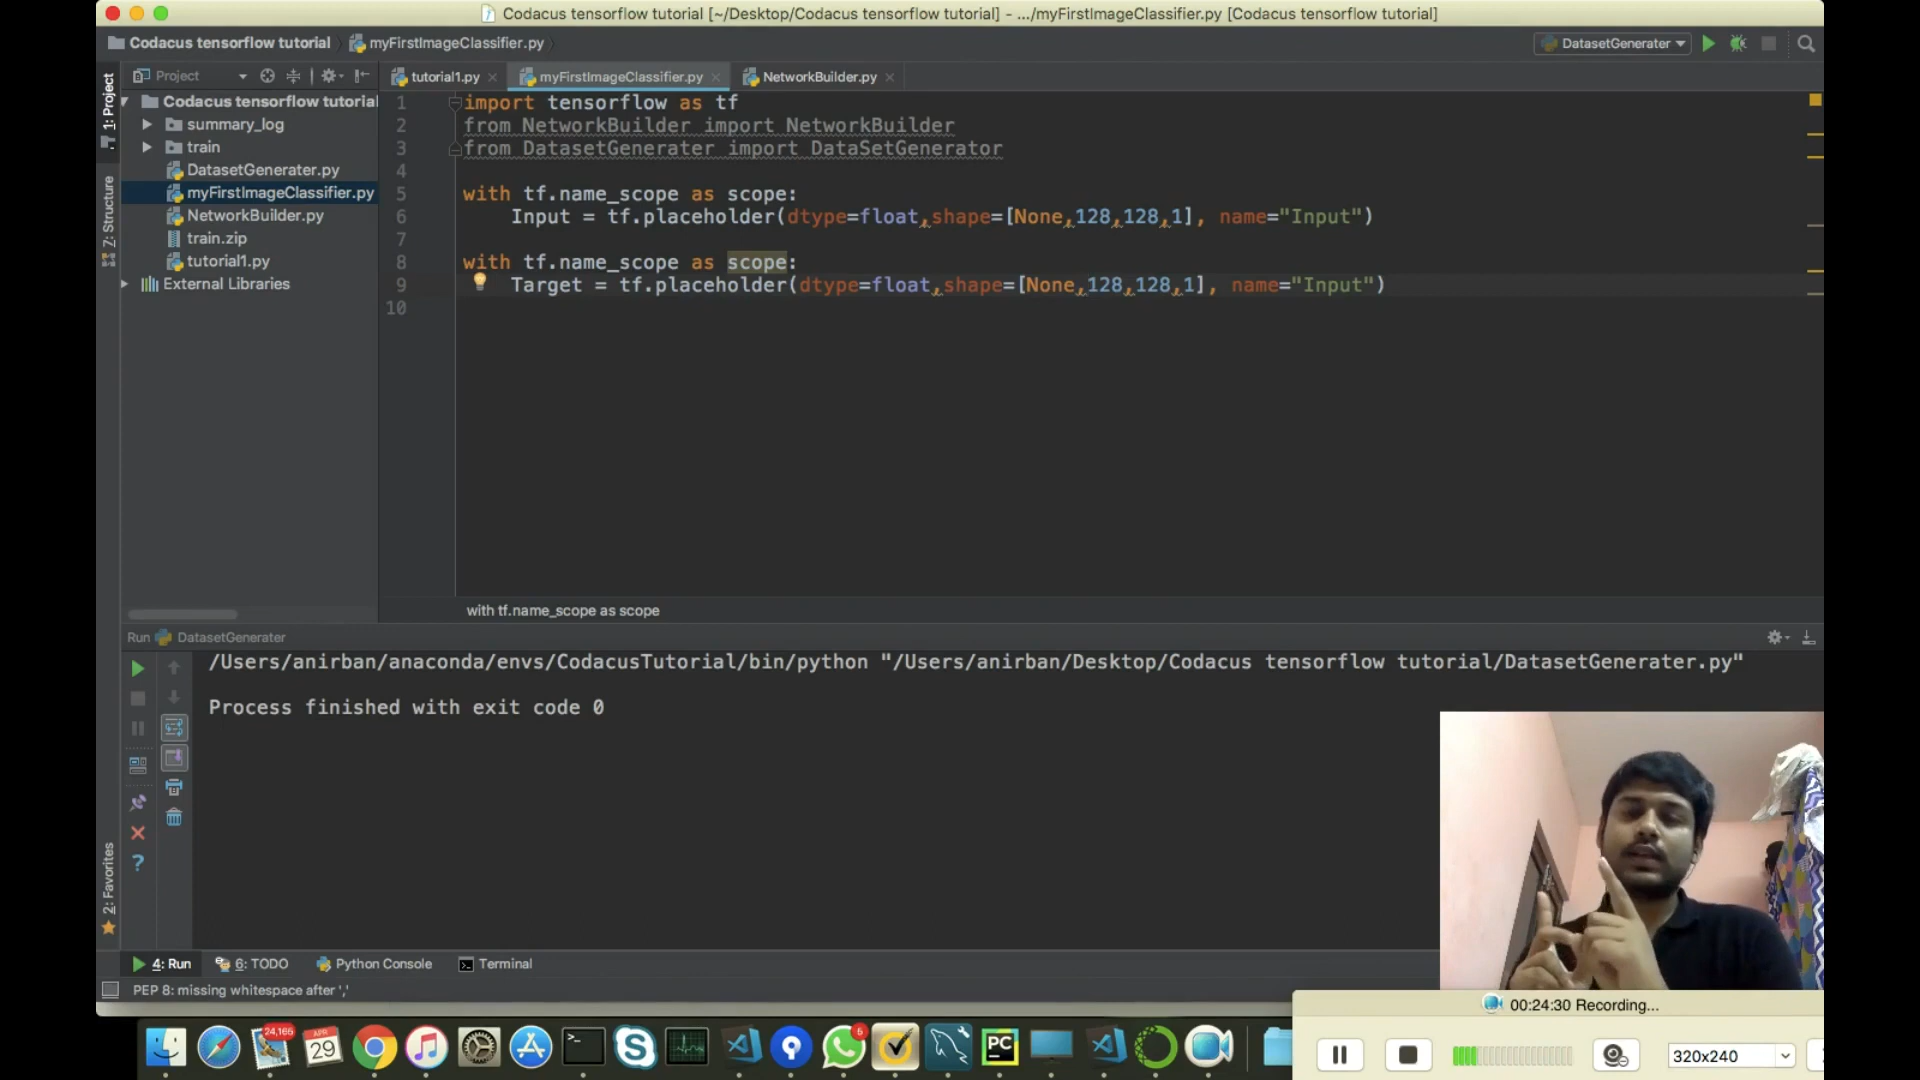 Codacus tensorflow tutorial [~/Desktop/Codacus tensorflow tutorial] - .../myFirstImageClassifier.py [Codacus tensorflow tutorial]
Codacus tensorflow tutorial
myFirstImageClassifier.py
DatasetGenerater
Project
tutorial1.py
myFirstImageClassifier.py
NetworkBuilder.py
1: Project
Z: Structure
2: Favorites
Codacus tensorflow tutorial
summary_log
train
DatasetGenerater.py
myFirstImageClassifier.py
NetworkBuilder.py
train.zip
tutorial1.py
External Libraries
1 import tensorflow as tf
2 from NetworkBuilder import NetworkBuilder
3 from DatasetGenerater import DataSetGenerator
4
5 with tf.name_scope as scope:
6 Input = tf.placeholder(dtype=float,shape=[None,128,128,1], name="Input")
7
8 with tf.name_scope as scope:
9 Target = tf.placeholder(dtype=float,shape=[None,128,128,1], name="Input")
10
with tf.name_scope as scope
Run DatasetGenerater
/Users/anirban/anaconda/envs/CodacusTutorial/bin/python "/Users/anirban/Desktop/Codacus tensorflow tutorial/DatasetGenerater.py"
Process finished with exit code 0
4: Run
6: TODO
Python Console
Terminal
PEP 8: missing whitespace after ','
00:24:30 Recording...
24,165
APR
29
5
PC
320x240